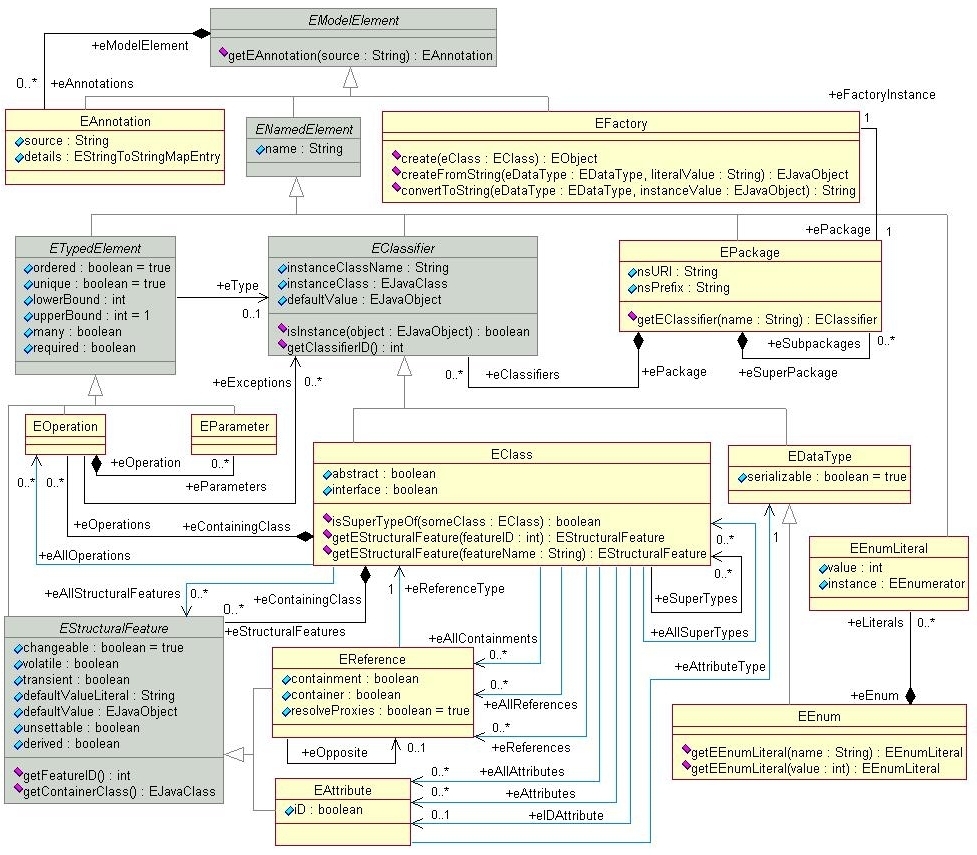 EModelElement
getEAnnotation(source : String) : EAnnotation
+eModelElement
0..*
+eAnnotations
+eFactoryInstance
1
EAnnotation
source : String
details : EStringToStringMapEntry
ENamedElement
name : String
EFactory
create(eClass : EClass) : EObject
createFromString(eDataType : EDataType, literalValue : String) : EJavaObject
convertToString(eDataType : EDataType, instanceValue : EJavaObject) : String
+ePackage
1
ETypedElement
ordered : boolean = true
unique : boolean = true
lowerBound : int
upperBound : int = 1
many : boolean
required : boolean
+eType
0..1
EClassifier
instanceClassName : String
instanceClass : EJavaClass
defaultValue : EJavaObject
isInstance(object : EJavaObject) : boolean
getClassifierID() : int
EPackage
nsURI : String
nsPrefix : String
getEClassifier(name : String) : EClassifier
+eSubpackages
0..*
+eSuperPackage
+ePackage
+eClassifiers
0..*
+eExceptions
0..*
EOperation
EParameter
+eOperation
0..*
+eParameters
0..*
0..*
+eOperations
+eContainingClass
+eAllOperations
EClass
abstract : boolean
interface : boolean
isSuperTypeOf(someClass : EClass) : boolean
getEStructuralFeature(featureID : int) : EStructuralFeature
getEStructuralFeature(featureName : String) : EStructuralFeature
EDataType
serializable : boolean = true
0..*
0..*
1
+eSuperTypes
+eAllSuperTypes
+eAttributeType
EEnumLiteral
value : int
instance : EEnumerator
+eLiterals
0..*
+eEnum
EEnum
getEEnumLiteral(name : String) : EEnumLiteral
getEEnumLiteral(value : int) : EEnumLiteral
+eAllStructuralFeatures
0..*
0..*
+eContainingClass
+eStructuralFeatures
1
+eReferenceType
EStructuralFeature
changeable : boolean = true
volatile : boolean
transient : boolean
defaultValueLiteral : String
defaultValue : EJavaObject
unsettable : boolean
derived : boolean
getFeatureID() : int
getContainerClass() : EJavaClass
+eAllContainments
0..*
0..*
+eAllReferences
0..*
+eReferences
EReference
containment : boolean
container : boolean
resolveProxies : boolean = true
+eOpposite
0..1
EAttribute
iD : boolean
+eAllAttributes
0..*
+eAttributes
0..*
0..1
+eIDAttribute